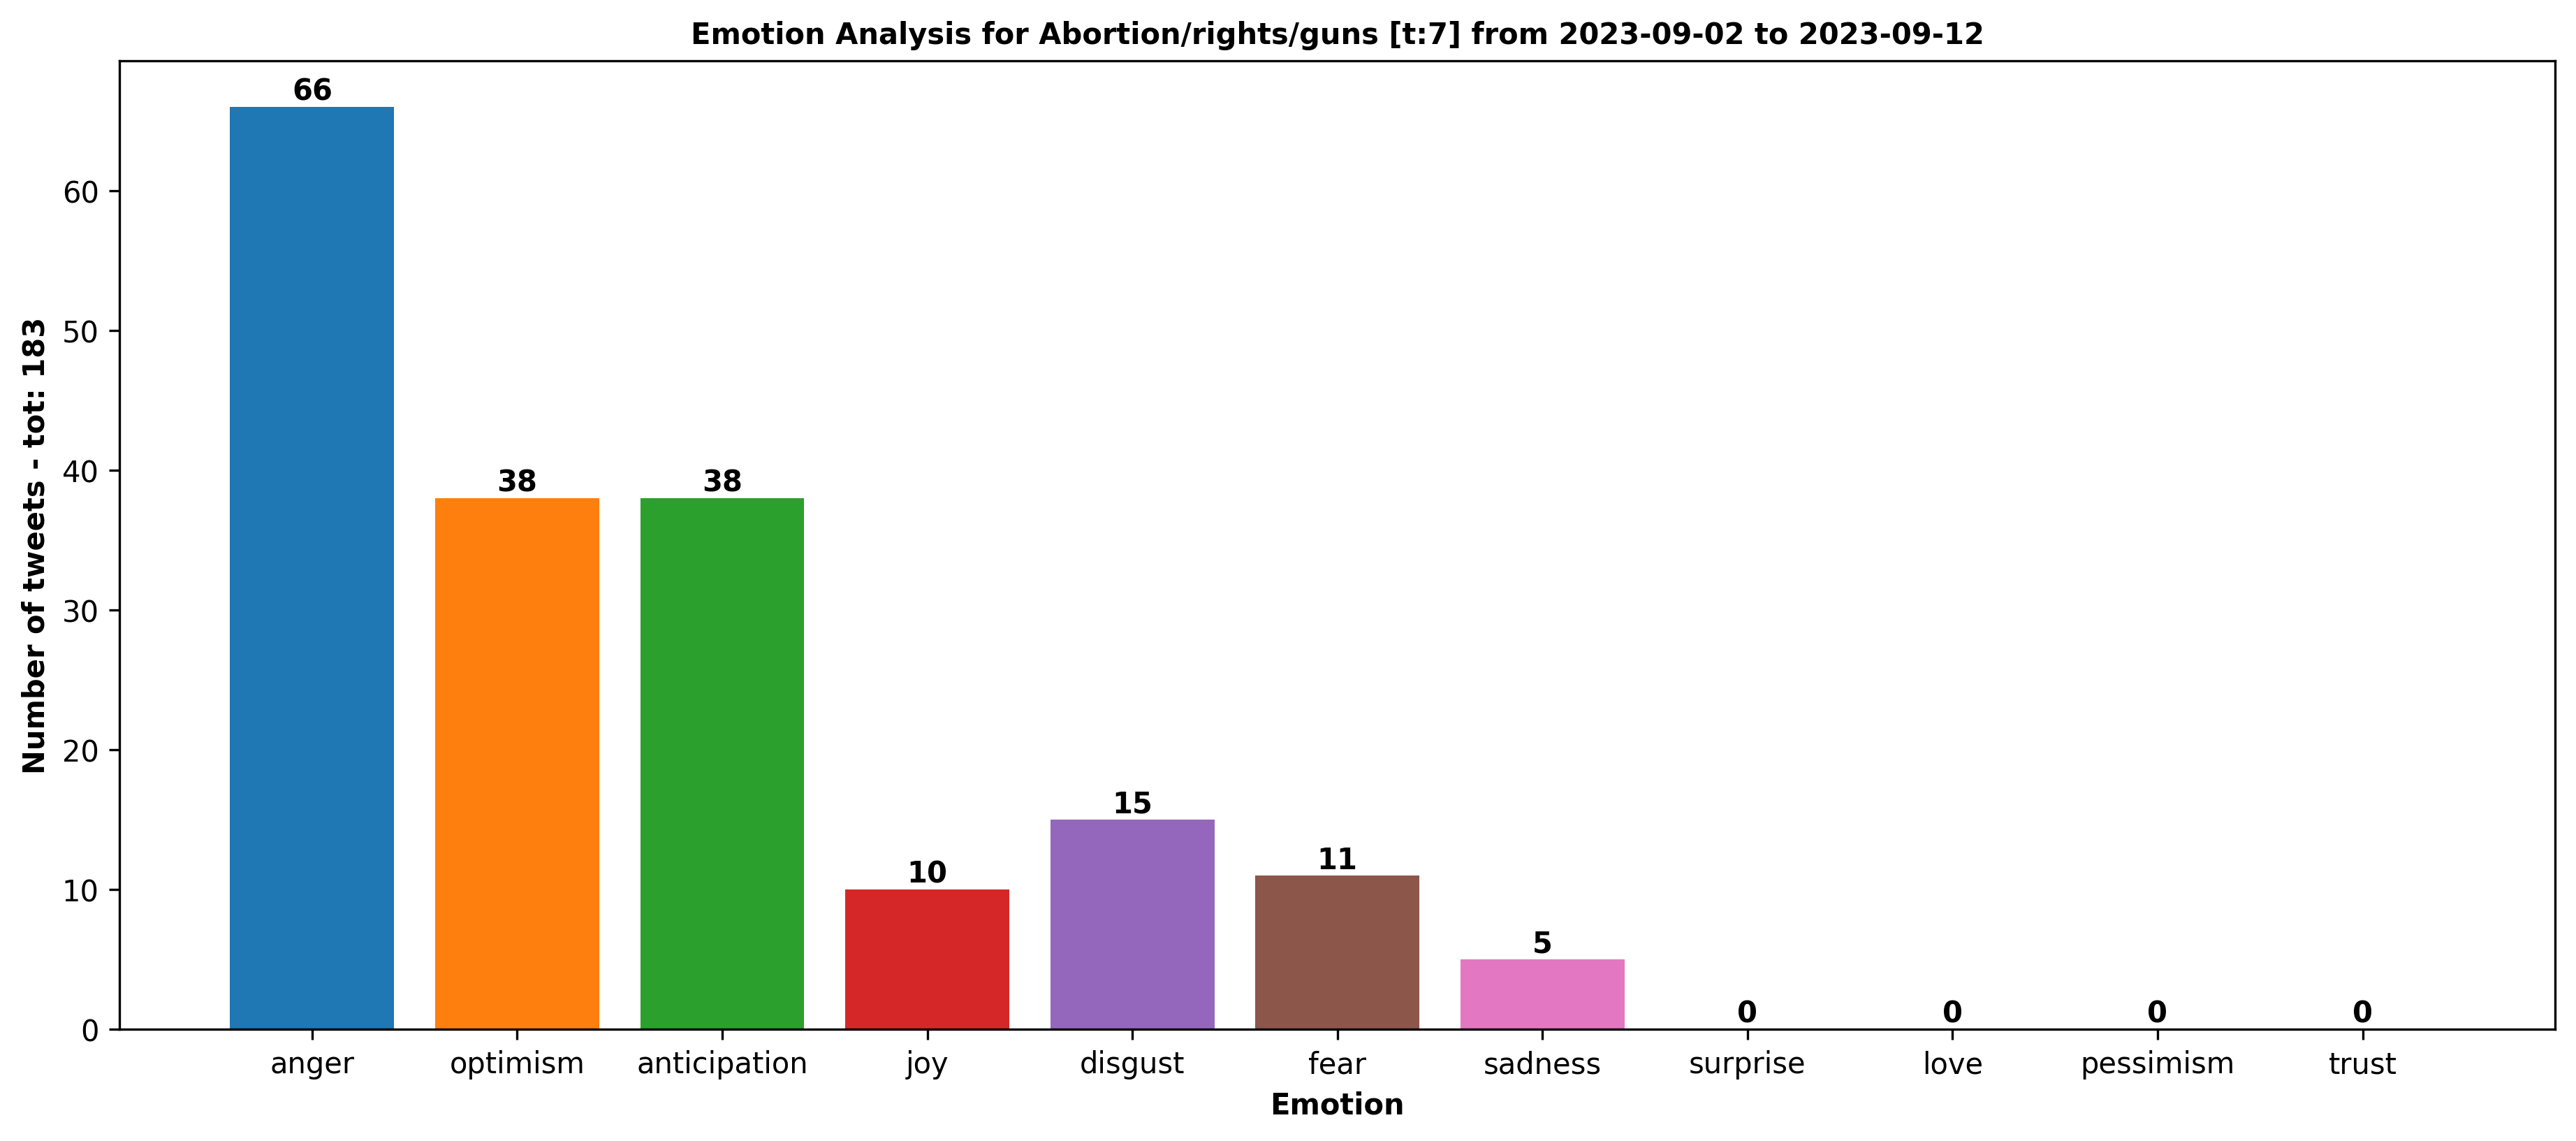 Emotion Analysis for Abortion/rights/guns [t:7] from 2023-09-02 to 2023-09-12
Number of tweets - tot: 183
60
50
40
30
20
10
0
66
38
38
10
15
11
5
0
0
0
0
anger
optimism
anticipation
joy
disgust
fear
sadness
surprise
love
pessimism
trust
Emotion